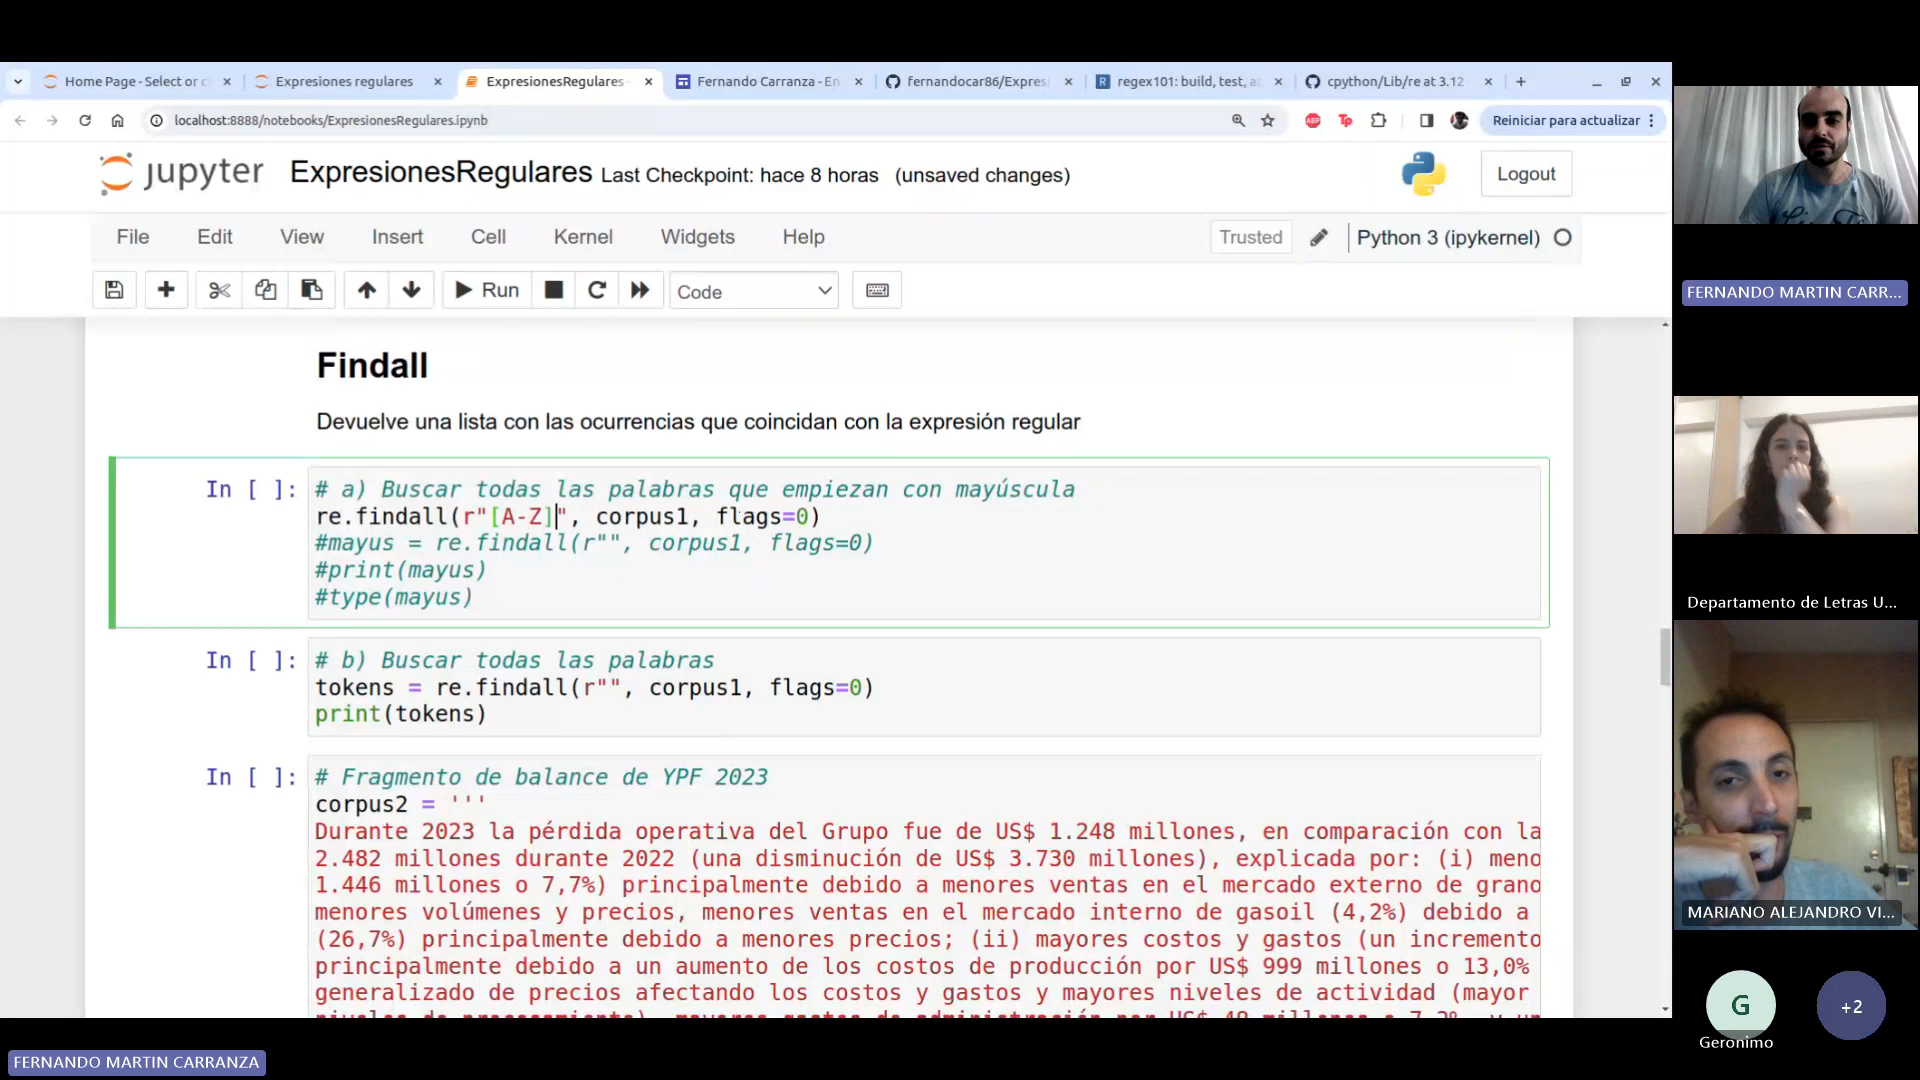 Home Page - Select or c
Expresiones regulares
ExpresionesRegulares -
Fernando Carranza - En
fernandocar86/Expres
regex101: build, test, a
cpython/Lib/re at 3.12
localhost:8888/notebooks/ExpresionesRegulares.ipynb
ABP
Tp
Reiniciar para actualizar
jupyter
ExpresionesRegulares Last Checkpoint: hace 8 horas (unsaved changes)
Logout
File Edit View Insert Cell Kernel Widgets Help
Trusted
Python 3 (ipykernel)
Run
Code
Findall
Devuelve una lista con las ocurrencias que coincidan con la expresión regular
In [ ]:
# a) Buscar todas las palabras que empiezan con mayúscula
re.findall(r"[A-Z]", corpus1, flags=0)
#mayus = re.findall(r"", corpus1, flags=0)
#print(mayus)
#type(mayus)
In [ ]:
# b) Buscar todas las palabras
tokens = re.findall(r"", corpus1, flags=0)
print(tokens)
In [ ]:
# Fragmento de balance de YPF 2023
corpus2 = '''
Durante 2023 la pérdida operativa del Grupo fue de US$ 1.248 millones, en comparación con la
2.482 millones durante 2022 (una disminución de US$ 3.730 millones), explicada por: (i) meno
1.446 millones o 7,7%) principalmente debido a menores ventas en el mercado externo de grano
menores volúmenes y precios, menores ventas en el mercado interno de gasoil (4,2%) debido a
(26,7%) principalmente debido a menores precios; (ii) mayores costos y gastos (un incremento
principalmente debido a un aumento de los costos de producción por US$ 999 millones o 13,0%
generalizado de precios afectando los costos y gastos y mayores niveles de actividad (mayor
FERNANDO MARTIN CARR...
Departamento de Letras U...
MARIANO ALEJANDRO VI...
G
Geronimo
+2
FERNANDO MARTIN CARRANZA